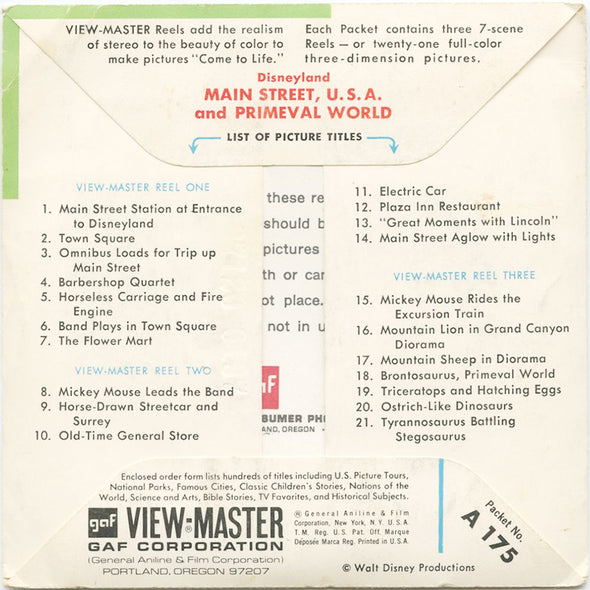 VIEW-MASTER Reels add the realism
of stereo to the beauty of color to
make pictures "Come to Life."
Each Packet contains three 7-scene
Reels — or twenty-one full-color
three-dimension pictures.
Disneyland
MAIN STREET, U.S.A.
and PRIMEVAL WORLD
LIST OF PICTURE TITLES
VIEW-MASTER REEL ONE
1. Main Street Station at Entrance
to Disneyland
2. Town Square
3. Omnibus Loads for Trip up
Main Street
4. Barbershop Quartet
5. Horseless Carriage and Fire
Engine
6. Band Plays in Town Square
7. The Flower Mart
VIEW-MASTER REEL TWO
8. Mickey Mouse Leads the Band
9. Horse-Drawn Streetcar and
Surrey
10. Old-Time General Store
these re
should b
pictures
th or car
ot place.
not in u
af
SUMER PH
AND, OREGON
11. Electric Car
12. Plaza Inn Restaurant
13. "Great Moments with Lincoln"
14. Main Street Aglow with Lights
VIEW-MASTER REEL THREE
15. Mickey Mouse Rides the
Excursion Train
16. Mountain Lion in Grand Canyon
Diorama
17. Mountain Sheep in Diorama
18. Brontosaurus, Primeval World
19. Triceratops and Hatching Eggs
20. Ostrich-Like Dinosaurs
21. Tyrannosaurus Battling
Stegosaurus
Enclosed order form lists hundreds of titles including U.S. Picture Tours,
National Parks, Famous Cities, Classic Children's Stories, Nations of the
World, Science and Arts, Bible Stories, TV Favorites, and Historical Subjects.
gaf VIEW-MASTER®
GAF CORPORATION
(General Aniline & Film Corporation)
PORTLAND, OREGON 97207
® General Aniline & Film
Corporation, New York, N.Y. U.S.A.
T.M. Reg. U.S. Pat. Off. Marque
Déposée Marca Reg. Printed in U.S.A.
© Walt Disney Productions
Packet No.
A 175